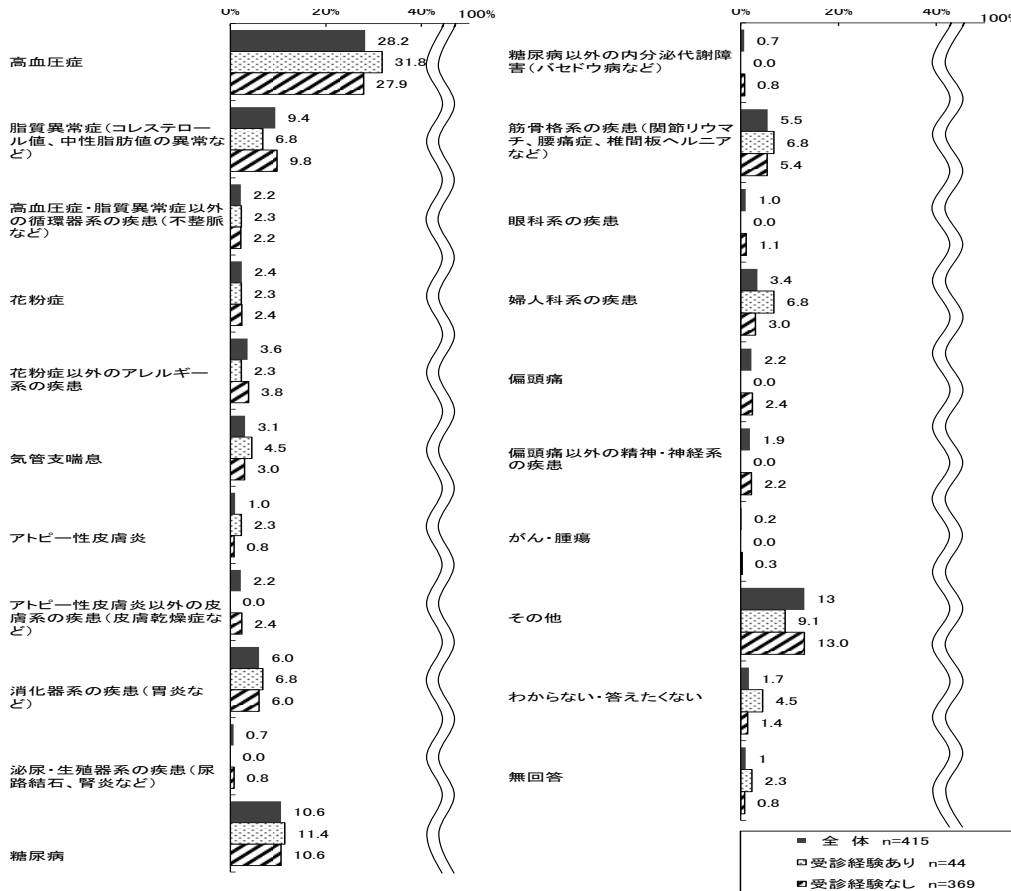 0% 20% 40% 100%
高血圧症
28.2
31.8
27.9
脂質異常症（コレステロー
ル値、中性脂肪値の異常な
ど）
9.4
6.8
9.8
高血圧症・脂質異常症以外
の循環器系の疾患（不整脈
など）
2.2
2.3
2.2
花粉症
2.4
2.3
2.4
花粉症以外のアレルギー
系の疾患
3.6
2.3
3.8
気管支喘息
3.1
4.5
3.0
アトピー性皮膚炎
1.0
2.3
0.8
アトピー性皮膚炎以外の皮
膚系の疾患（皮膚乾燥症など）
2.2
0.0
2.4
消化器系の疾患（胃炎など）
6.0
6.8
6.0
泌尿・生殖器系の疾患（尿
路結石、腎炎など）
0.7
0.0
0.8
糖尿病
10.6
11.4
10.6
0% 20% 40% 100%
糖尿病以外の内分泌代謝障
害（バセドウ病など）
0.7
0.0
0.8
筋骨格系の疾患（関節リウマ
チ、腰痛症、椎間板ヘルニア
など）
5.5
6.8
5.4
眼科系の疾患
1.0
0.0
1.1
婦人科系の疾患
3.4
6.8
3.0
偏頭痛
2.2
0.0
2.4
偏頭痛以外の精神・神経系
の疾患
1.9
0.0
2.2
がん・腫瘍
0.2
0.0
0.3
その他
13
9.1
13.0
わからない・答えたくない
1.7
4.5
1.4
無回答
1
2.3
0.8
全 体 n=415
受診経験あり n=44
受診経験なし n=369